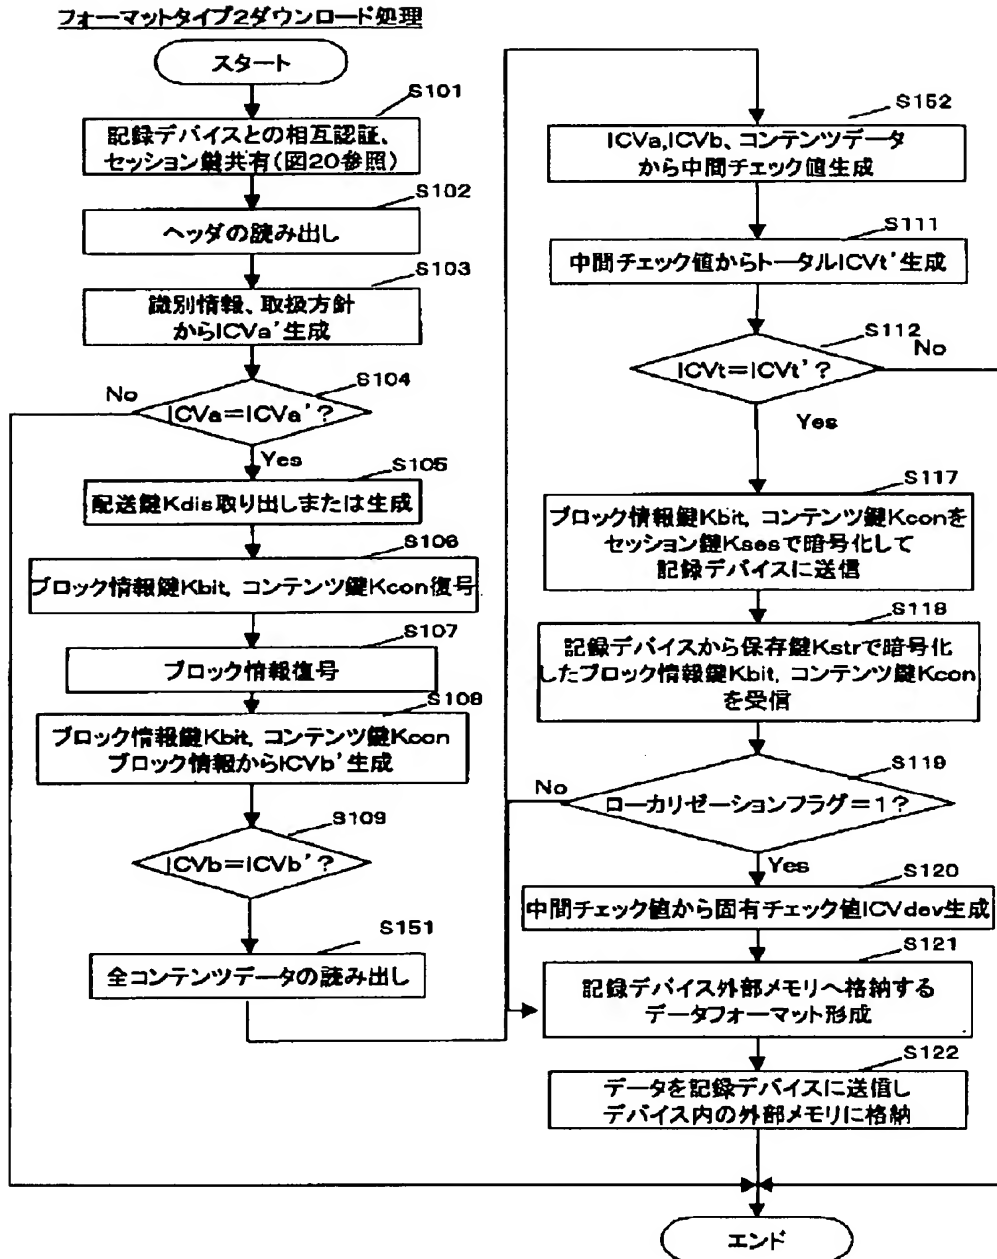 フォーマットタイプ2ダウンロード処理
スタート
S101
記録デバイスとの相互認証、
セッション鍵共有(図20参照)
S102
ヘッダの読み出し
S103
識別情報、取扱方針
からICVa'生成
S104
No
ICVa=ICVa'?
Yes
S105
配送鍵Kdis取り出しまたは生成
S106
ブロック情報鍵Kbit, コンテンツ鍵Kcon復号
S107
ブロック情報復号
S108
ブロック情報鍵Kbit, コンテンツ鍵Kcon
ブロック情報からICVb'生成
S109
ICVb=ICVb'?
S151
全コンテンツデータの読み出し
S152
ICVa,ICVb、コンテンツデータ
から中間チェック値生成
S111
中間チェック値からトータルICVt'生成
S112
No
ICVt=ICVt'?
Yes
S117
ブロック情報鍵Kbit, コンテンツ鍵Kconを
セッション鍵Ksesで暗号化して
記録デバイスに送信
S118
記録デバイスから保存鍵Kstrで暗号化
したブロック情報鍵Kbit, コンテンツ鍵Kcon
を受信
S119
No
ローカリゼーションフラグ=1?
Yes
S120
中間チェック値から固有チェック値ICVdev生成
S121
記録デバイス外部メモリへ格納する
データフォーマット形成
S122
データを記録デバイスに送信し
デバイス内の外部メモリに格納
エンド